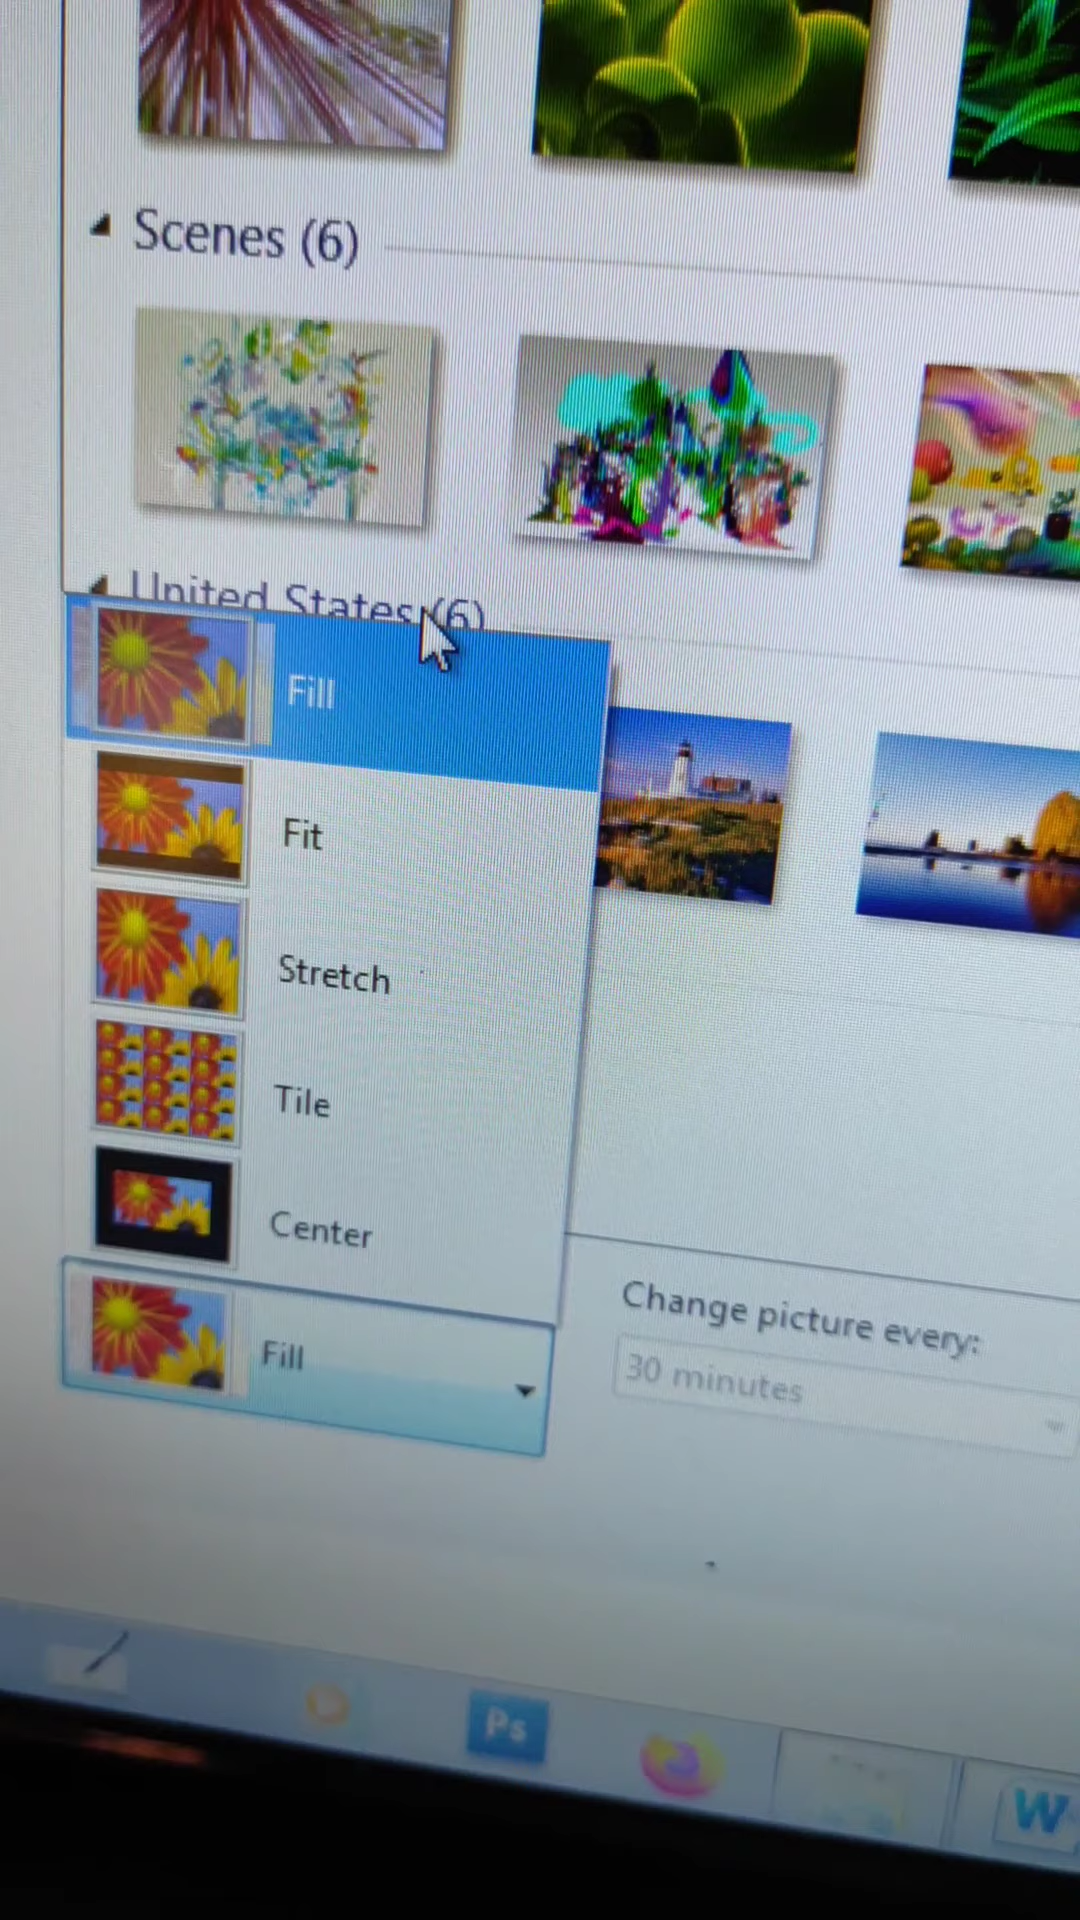 Scenes (6)
United States (6)
Fill
Fit
Stretch
Tile
Center
Fill
Change picture every:
30 minutes
Ps
W